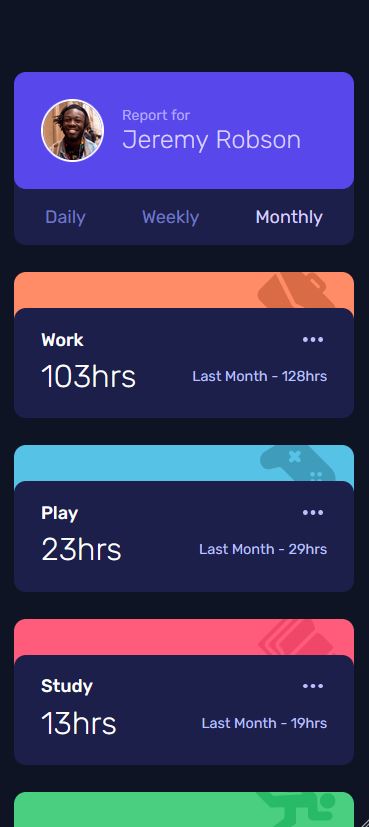 Report for
Jeremy Robson
Daily Weekly Monthly
Work
103hrs Last Month - 128hrs
Play
23hrs Last Month - 29hrs
Study
13hrs Last Month - 19hrs